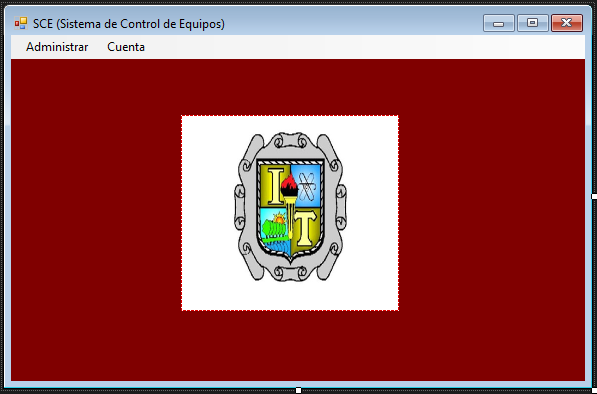 SCE (Sistema de Control de Equipos)
Administrar Cuenta
I
T